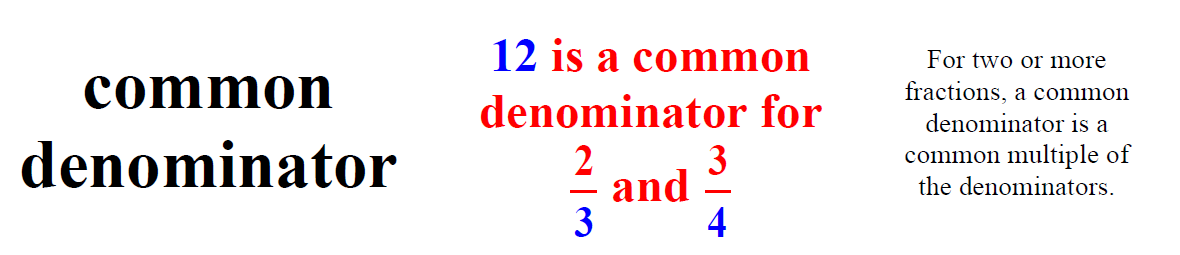 common
denominator
12 is a common
denominator for
2/3 and 3/4
For two or more
fractions, a common
denominator is a
common multiple of
the denominators.